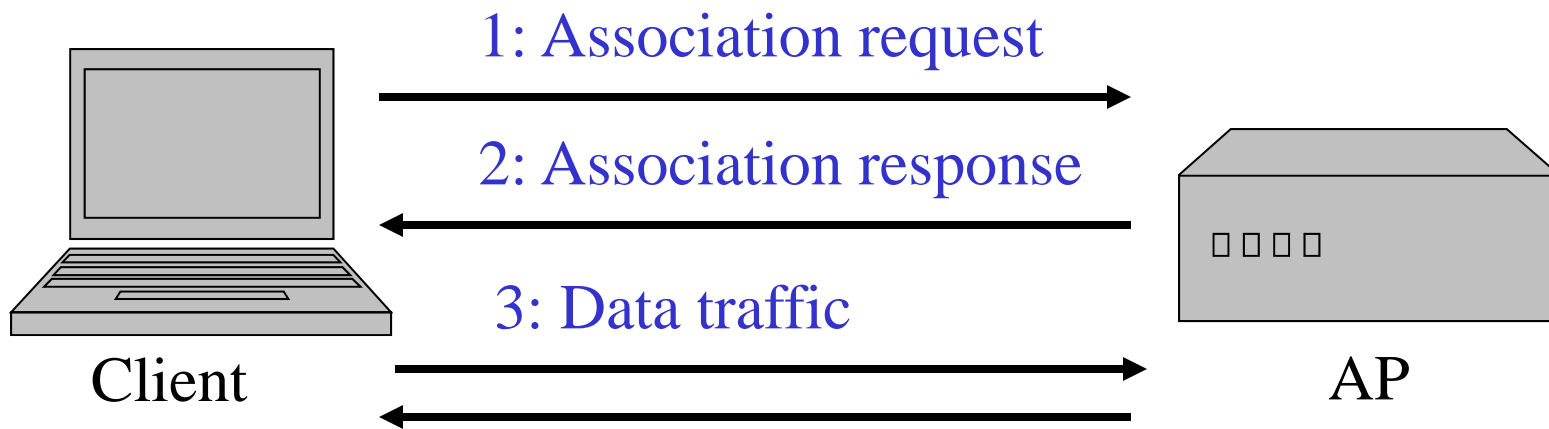 1: Association request
2: Association response
3: Data traffic
Client
AP